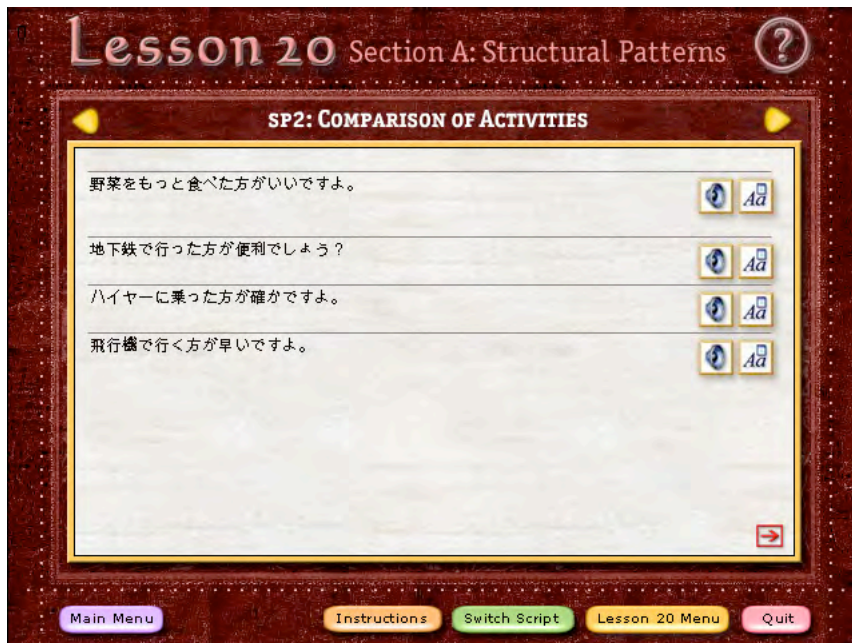 Lesson 20 Section A: Structural Patterns ?
SP2: COMPARISON OF ACTIVITIES
野菜をもっと食べた方がいいですよ。
Aa
地下鉄で行った方が便利でしょう？
Aa
ハイヤーに乗った方が確かですよ。
Aa
飛行機で行く方が早いですよ。
Aa
Main Menu
Instructions
Switch Script
Lesson 20 Menu
Quit